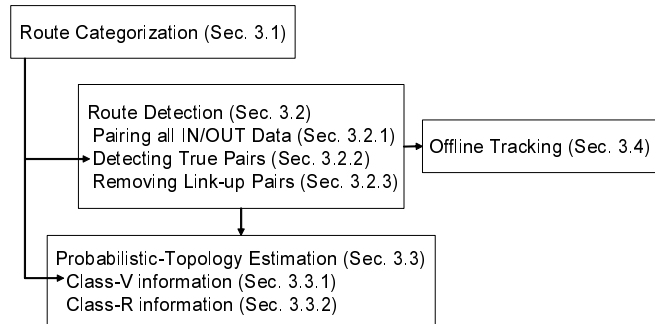 Route Categorization (Sec. 3.1)
Route Detection (Sec. 3.2)
Pairing all IN/OUT Data (Sec. 3.2.1)
Detecting True Pairs (Sec. 3.2.2)
Removing Link-up Pairs (Sec. 3.2.3)
Offline Tracking (Sec. 3.4)
Probabilistic-Topology Estimation (Sec. 3.3)
Class-V information (Sec. 3.3.1)
Class-R information (Sec. 3.3.2)